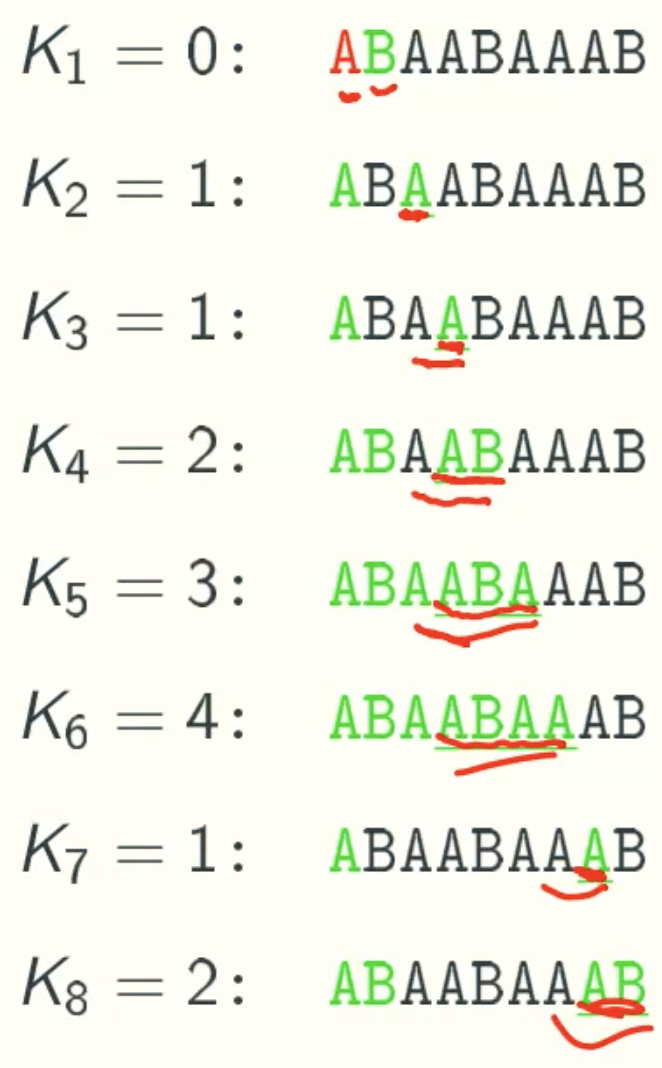 K₁ = 0: ABAABAAAB
K₂ = 1: ABAABAAAB
K₃ = 1: ABAABAAAB
K₄ = 2: ABAABAAAB
K₅ = 3: ABAABAAAB
K₆ = 4: ABAABAAAB
K₇ = 1: ABAABAAAB
K₈ = 2: ABAABAAAB